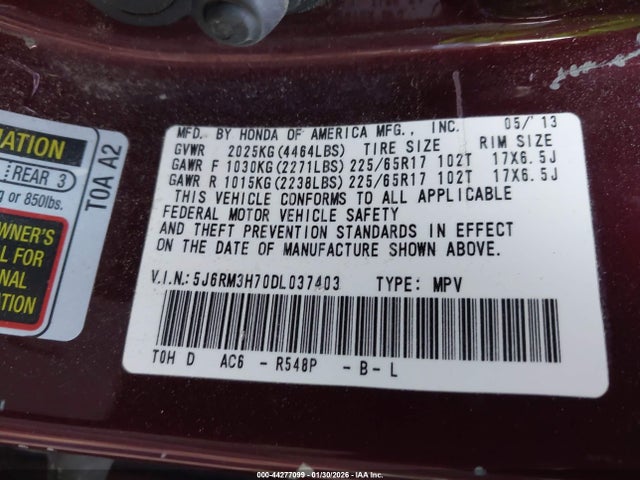 MFD. BY HONDA OF AMERICA MFG., INC. 05/'13
GVWR 2025KG(4464LBS) TIRE SIZE RIM SIZE
GAWR F 1030KG(2271LBS) 225/65R17 102T 17X6.5J
GAWR R 1015KG(2238LBS) 225/65R17 102T 17X6.5J
THIS VEHICLE CONFORMS TO ALL APPLICABLE
FEDERAL MOTOR VEHICLE SAFETY
AND THEFT PREVENTION STANDARDS IN EFFECT
ON THE DATE OF MANUFACTURE SHOWN ABOVE.
V.I.N.: 5J6RM3H70DL037403 TYPE: MPV
T0H D AC6 - R548P - B - L
REAR 3
or 850lbs.
OWNER'S
FOR
T0A A2
000-44277099 - 01/30/2026 - IAA Inc.